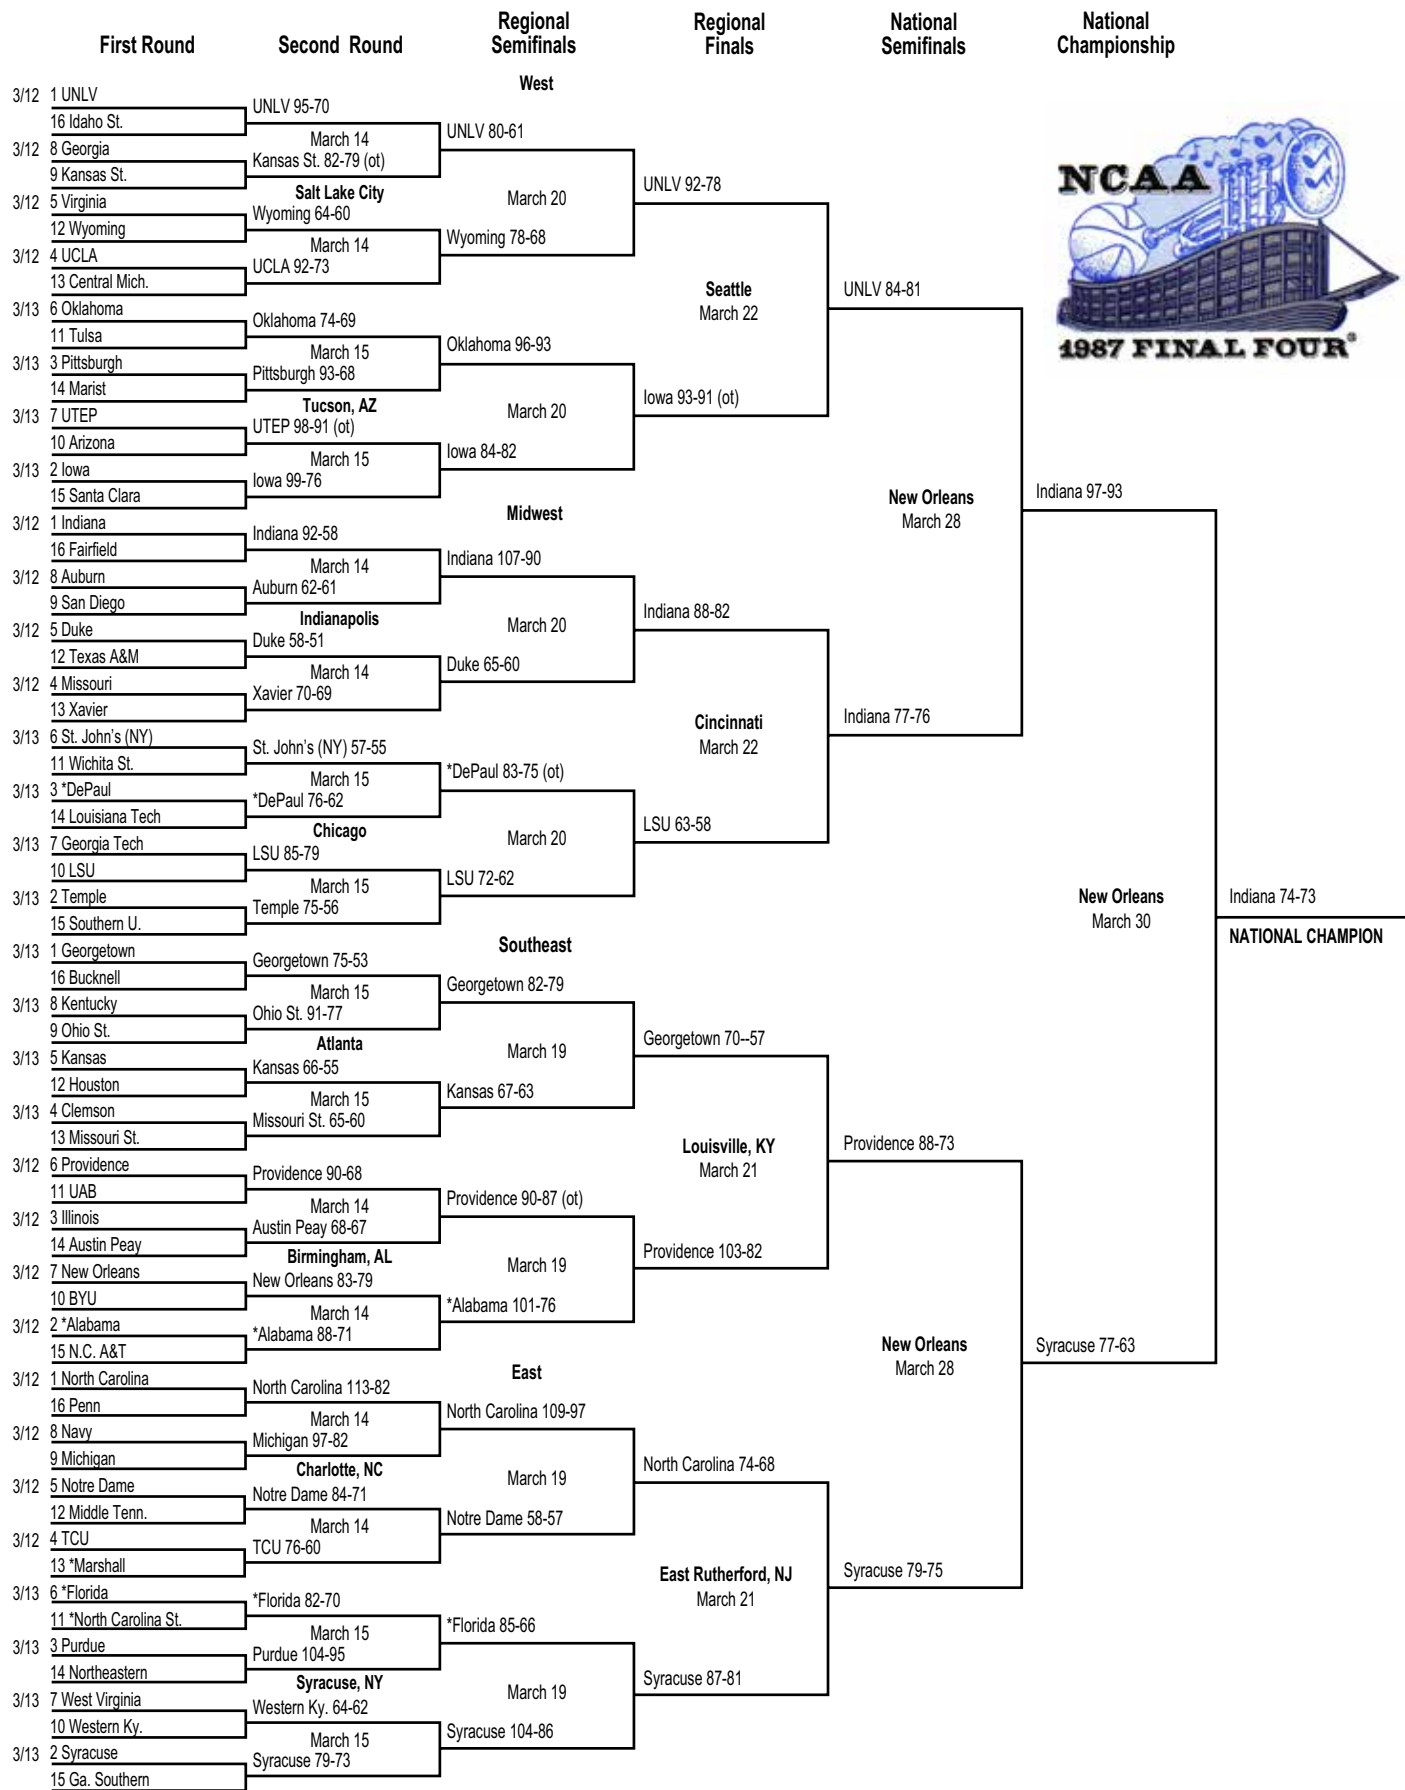 First Round
Second Round
Regional
Semifinals
Regional
Finals
National
Semifinals
National
Championship
West
3/12 1 UNLV
16 Idaho St.
3/12 8 Georgia
9 Kansas St.
3/12 5 Virginia
12 Wyoming
3/12 4 UCLA
13 Central Mich.
3/13 6 Oklahoma
11 Tulsa
3/13 3 Pittsburgh
14 Marist
3/13 7 UTEP
10 Arizona
3/13 2 Iowa
15 Santa Clara
UNLV 95-70
March 14
Kansas St. 82-79 (ot)
Salt Lake City
Wyoming 64-60
March 14
UCLA 92-73
Oklahoma 74-69
March 15
Pittsburgh 93-68
Tucson, AZ
UTEP 98-91 (ot)
March 15
Iowa 99-76
UNLV 80-61
March 20
Wyoming 78-68
Oklahoma 96-93
March 20
Iowa 84-82
UNLV 92-78
Seattle
March 22
Iowa 93-91 (ot)
UNLV 84-81
Midwest
3/12 1 Indiana
16 Fairfield
3/12 8 Auburn
9 San Diego
3/12 5 Duke
12 Texas A&M
3/12 4 Missouri
13 Xavier
3/13 6 St. John's (NY)
11 Wichita St.
3/13 3 *DePaul
14 Louisiana Tech
3/13 7 Georgia Tech
10 LSU
3/13 2 Temple
15 Southern U.
Indiana 92-58
March 14
Auburn 62-61
Indianapolis
Duke 58-51
March 14
Xavier 70-69
St. John's (NY) 57-55
March 15
*DePaul 76-62
Chicago
LSU 85-79
March 15
Temple 75-56
Indiana 107-90
March 20
Duke 65-60
*DePaul 83-75 (ot)
March 20
LSU 72-62
Indiana 88-82
Cincinnati
March 22
LSU 63-58
Indiana 77-76
New Orleans
March 28
Indiana 97-93
Southeast
3/13 1 Georgetown
16 Bucknell
3/13 8 Kentucky
9 Ohio St.
3/13 5 Kansas
12 Houston
3/13 4 Clemson
13 Missouri St.
3/12 6 Providence
11 UAB
3/12 3 Illinois
14 Austin Peay
3/12 7 New Orleans
10 BYU
3/12 2 *Alabama
15 N.C. A&T
Georgetown 75-53
March 15
Ohio St. 91-77
Atlanta
Kansas 66-55
March 15
Missouri St. 65-60
Providence 90-68
March 14
Austin Peay 68-67
Birmingham, AL
New Orleans 83-79
March 14
*Alabama 88-71
Georgetown 82-79
March 19
Kansas 67-63
Providence 90-87 (ot)
March 19
*Alabama 101-76
Georgetown 70--57
Louisville, KY
March 21
Providence 103-82
Providence 88-73
East
3/12 1 North Carolina
16 Penn
3/12 8 Navy
9 Michigan
3/12 5 Notre Dame
12 Middle Tenn.
3/12 4 TCU
13 *Marshall
3/13 6 *Florida
11 *North Carolina St.
3/13 3 Purdue
14 Northeastern
3/13 7 West Virginia
10 Western Ky.
3/13 2 Syracuse
15 Ga. Southern
North Carolina 113-82
March 14
Michigan 97-82
Charlotte, NC
Notre Dame 84-71
March 14
TCU 76-60
*Florida 82-70
March 15
Purdue 104-95
Syracuse, NY
Western Ky. 64-62
March 15
Syracuse 79-73
North Carolina 109-97
March 19
Notre Dame 58-57
*Florida 85-66
March 19
Syracuse 104-86
North Carolina 74-68
East Rutherford, NJ
March 21
Syracuse 87-81
Syracuse 79-75
New Orleans
March 28
Syracuse 77-63
New Orleans
March 30
Indiana 74-73
NATIONAL CHAMPION
NCAA
1987 FINAL FOUR®